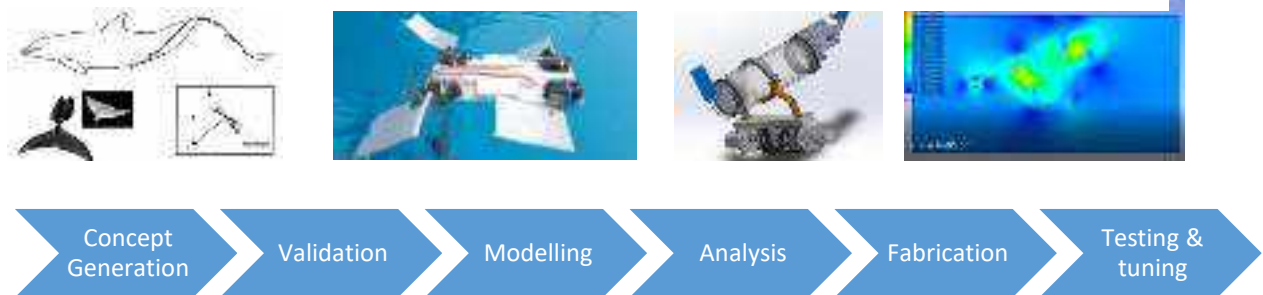 Concept
Generation
Validation
Modelling
Analysis
Fabrication
Testing &
tuning